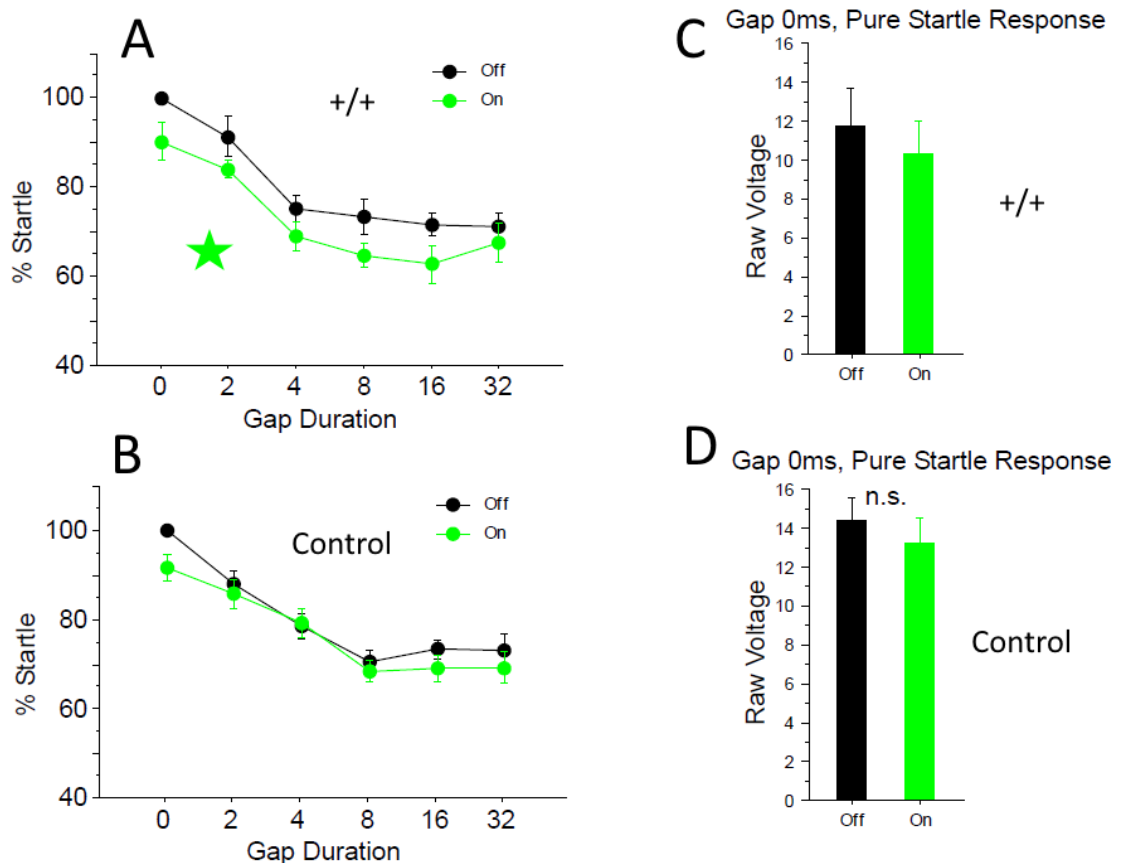 A
Off
On
+/+
100
80
60
40
% Startle
0 2 4 8 16 32
Gap Duration
C
Gap 0ms, Pure Startle Response
16
14
12
10
8
6
4
2
0
Raw Voltage
Off On
+/+
B
Off
On
Control
100
80
60
40
% Startle
0 2 4 8 16 32
Gap Duration
D
Gap 0ms, Pure Startle Response
n.s.
16
14
12
10
8
6
4
2
0
Raw Voltage
Off On
Control